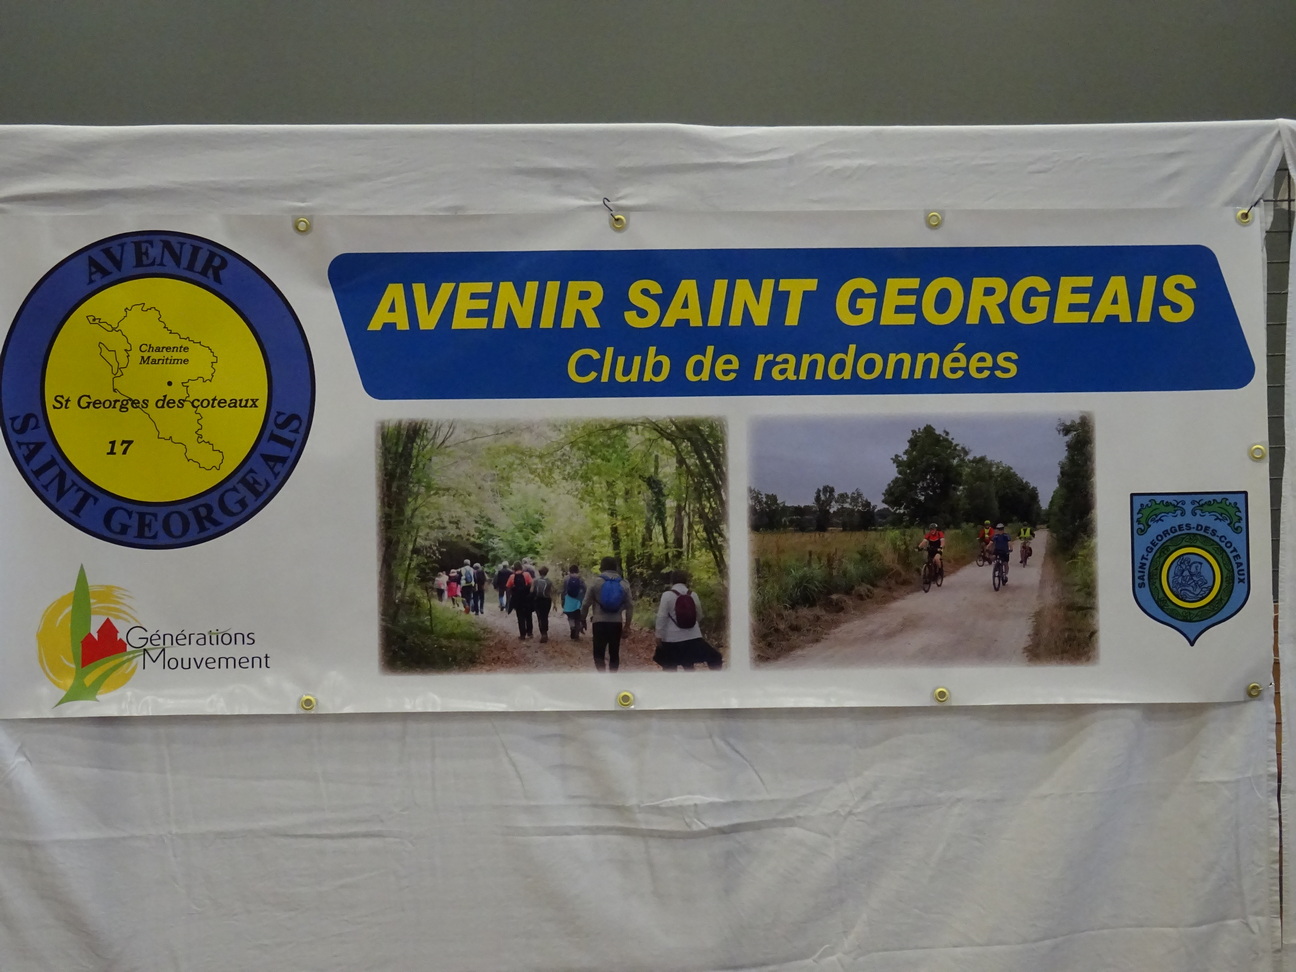 AVENIR
SAINT GEORGEAIS
Charente
Maritime
St Georges des coteaux
17
AVENIR SAINT GEORGEAIS
Club de randonnées
Générations
Mouvement
SAINT-GEORGES-DES-COTEAUX